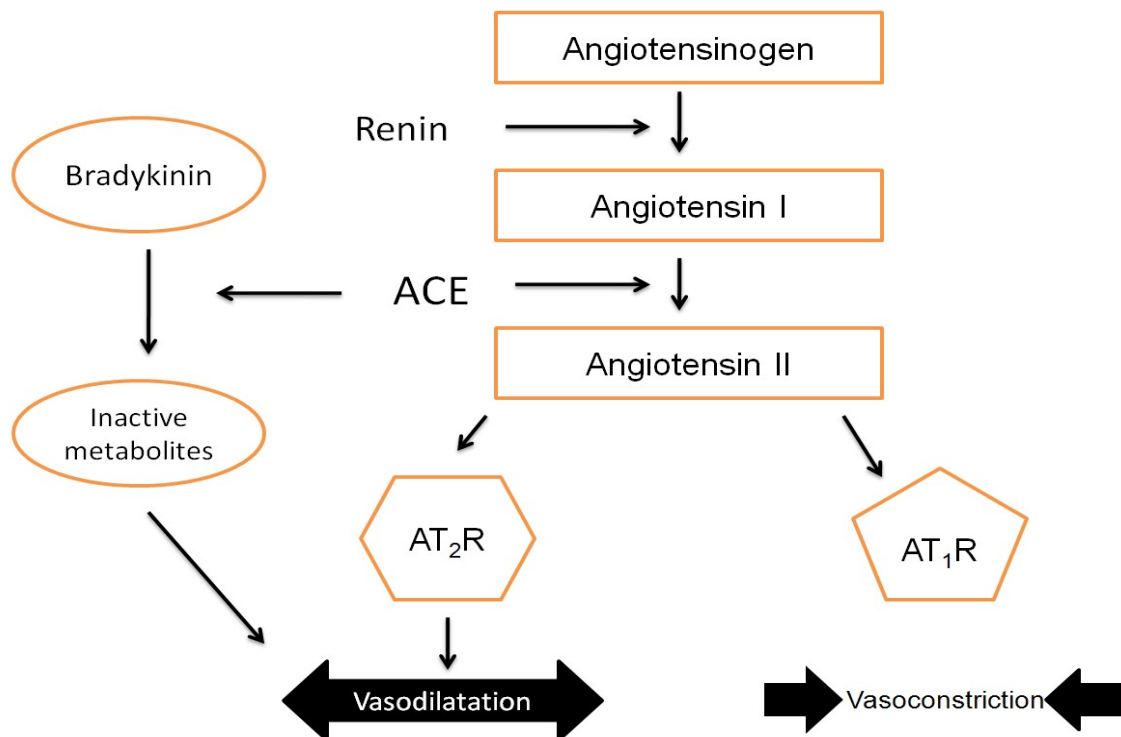 Angiotensinogen
Renin
Bradykinin
Angiotensin I
ACE
Angiotensin II
Inactive
metabolites
AT₂R
AT₁R
Vasodilatation
Vasoconstriction